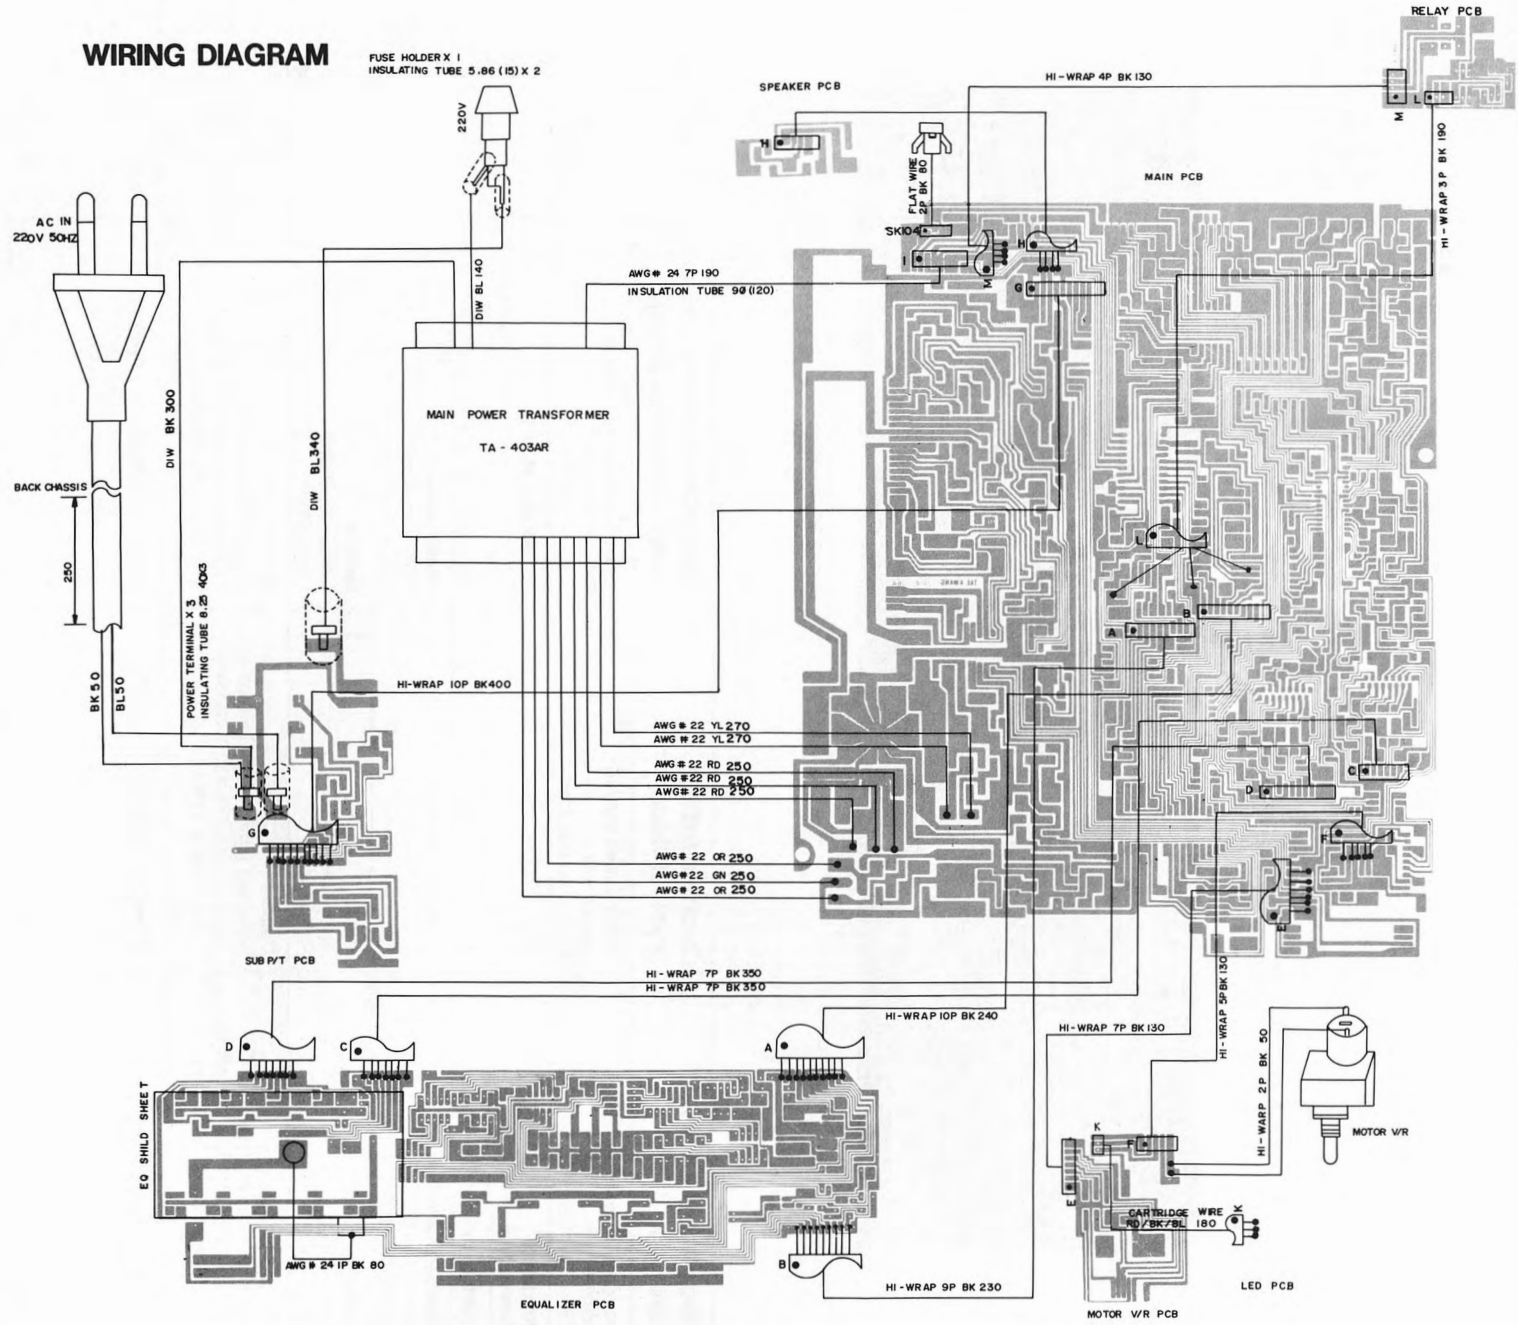 WIRING DIAGRAM
FUSE HOLDER X 1
INSULATING TUBE 5.86 (15) X 2
220V
RELAY PCB
SPEAKER PCB
HI-WRAP 4P BK 130
M
L
H
FLAT WIRE
2P BK 80
MAIN PCB
HI-WRAP 3P BK 190
AC IN
220V 50HZ
SK104
I
M
H
G
DIW BL 140
AWG# 24 7P 190
INSULATION TUBE 9Ø (120)
DIW BK 300
MAIN POWER TRANSFORMER
TA - 403AR
DIW BL340
BACK CHASSIS
250
L
B
A
POWER TERMINAL X 3
INSULATING TUBE 8.25 40X3
BK 50
BL50
HI-WRAP 10P BK400
AWG # 22 YL 270
AWG # 22 YL 270
AWG # 22 RD 250
AWG # 22 RD 250
AWG # 22 RD 250
C
D
G
F
AWG # 22 OR 250
AWG # 22 GN 250
AWG # 22 OR 250
E
SUB P/T PCB
HI-WRAP 7P BK 350
HI-WRAP 7P BK 350
HI-WRAP 5P BK 130
HI-WRAP 10P BK 240
HI-WRAP 7P BK 130
HI-WARP 2P BK 50
D
C
A
EQ SHILD SHEET
MOTOR V/R
K
F
E
CARTRIDGE WIRE
RD/BK/BL 180
K
AWG # 24 1P BK 80
B
HI-WRAP 9P BK 230
LED PCB
EQUALIZER PCB
MOTOR V/R PCB